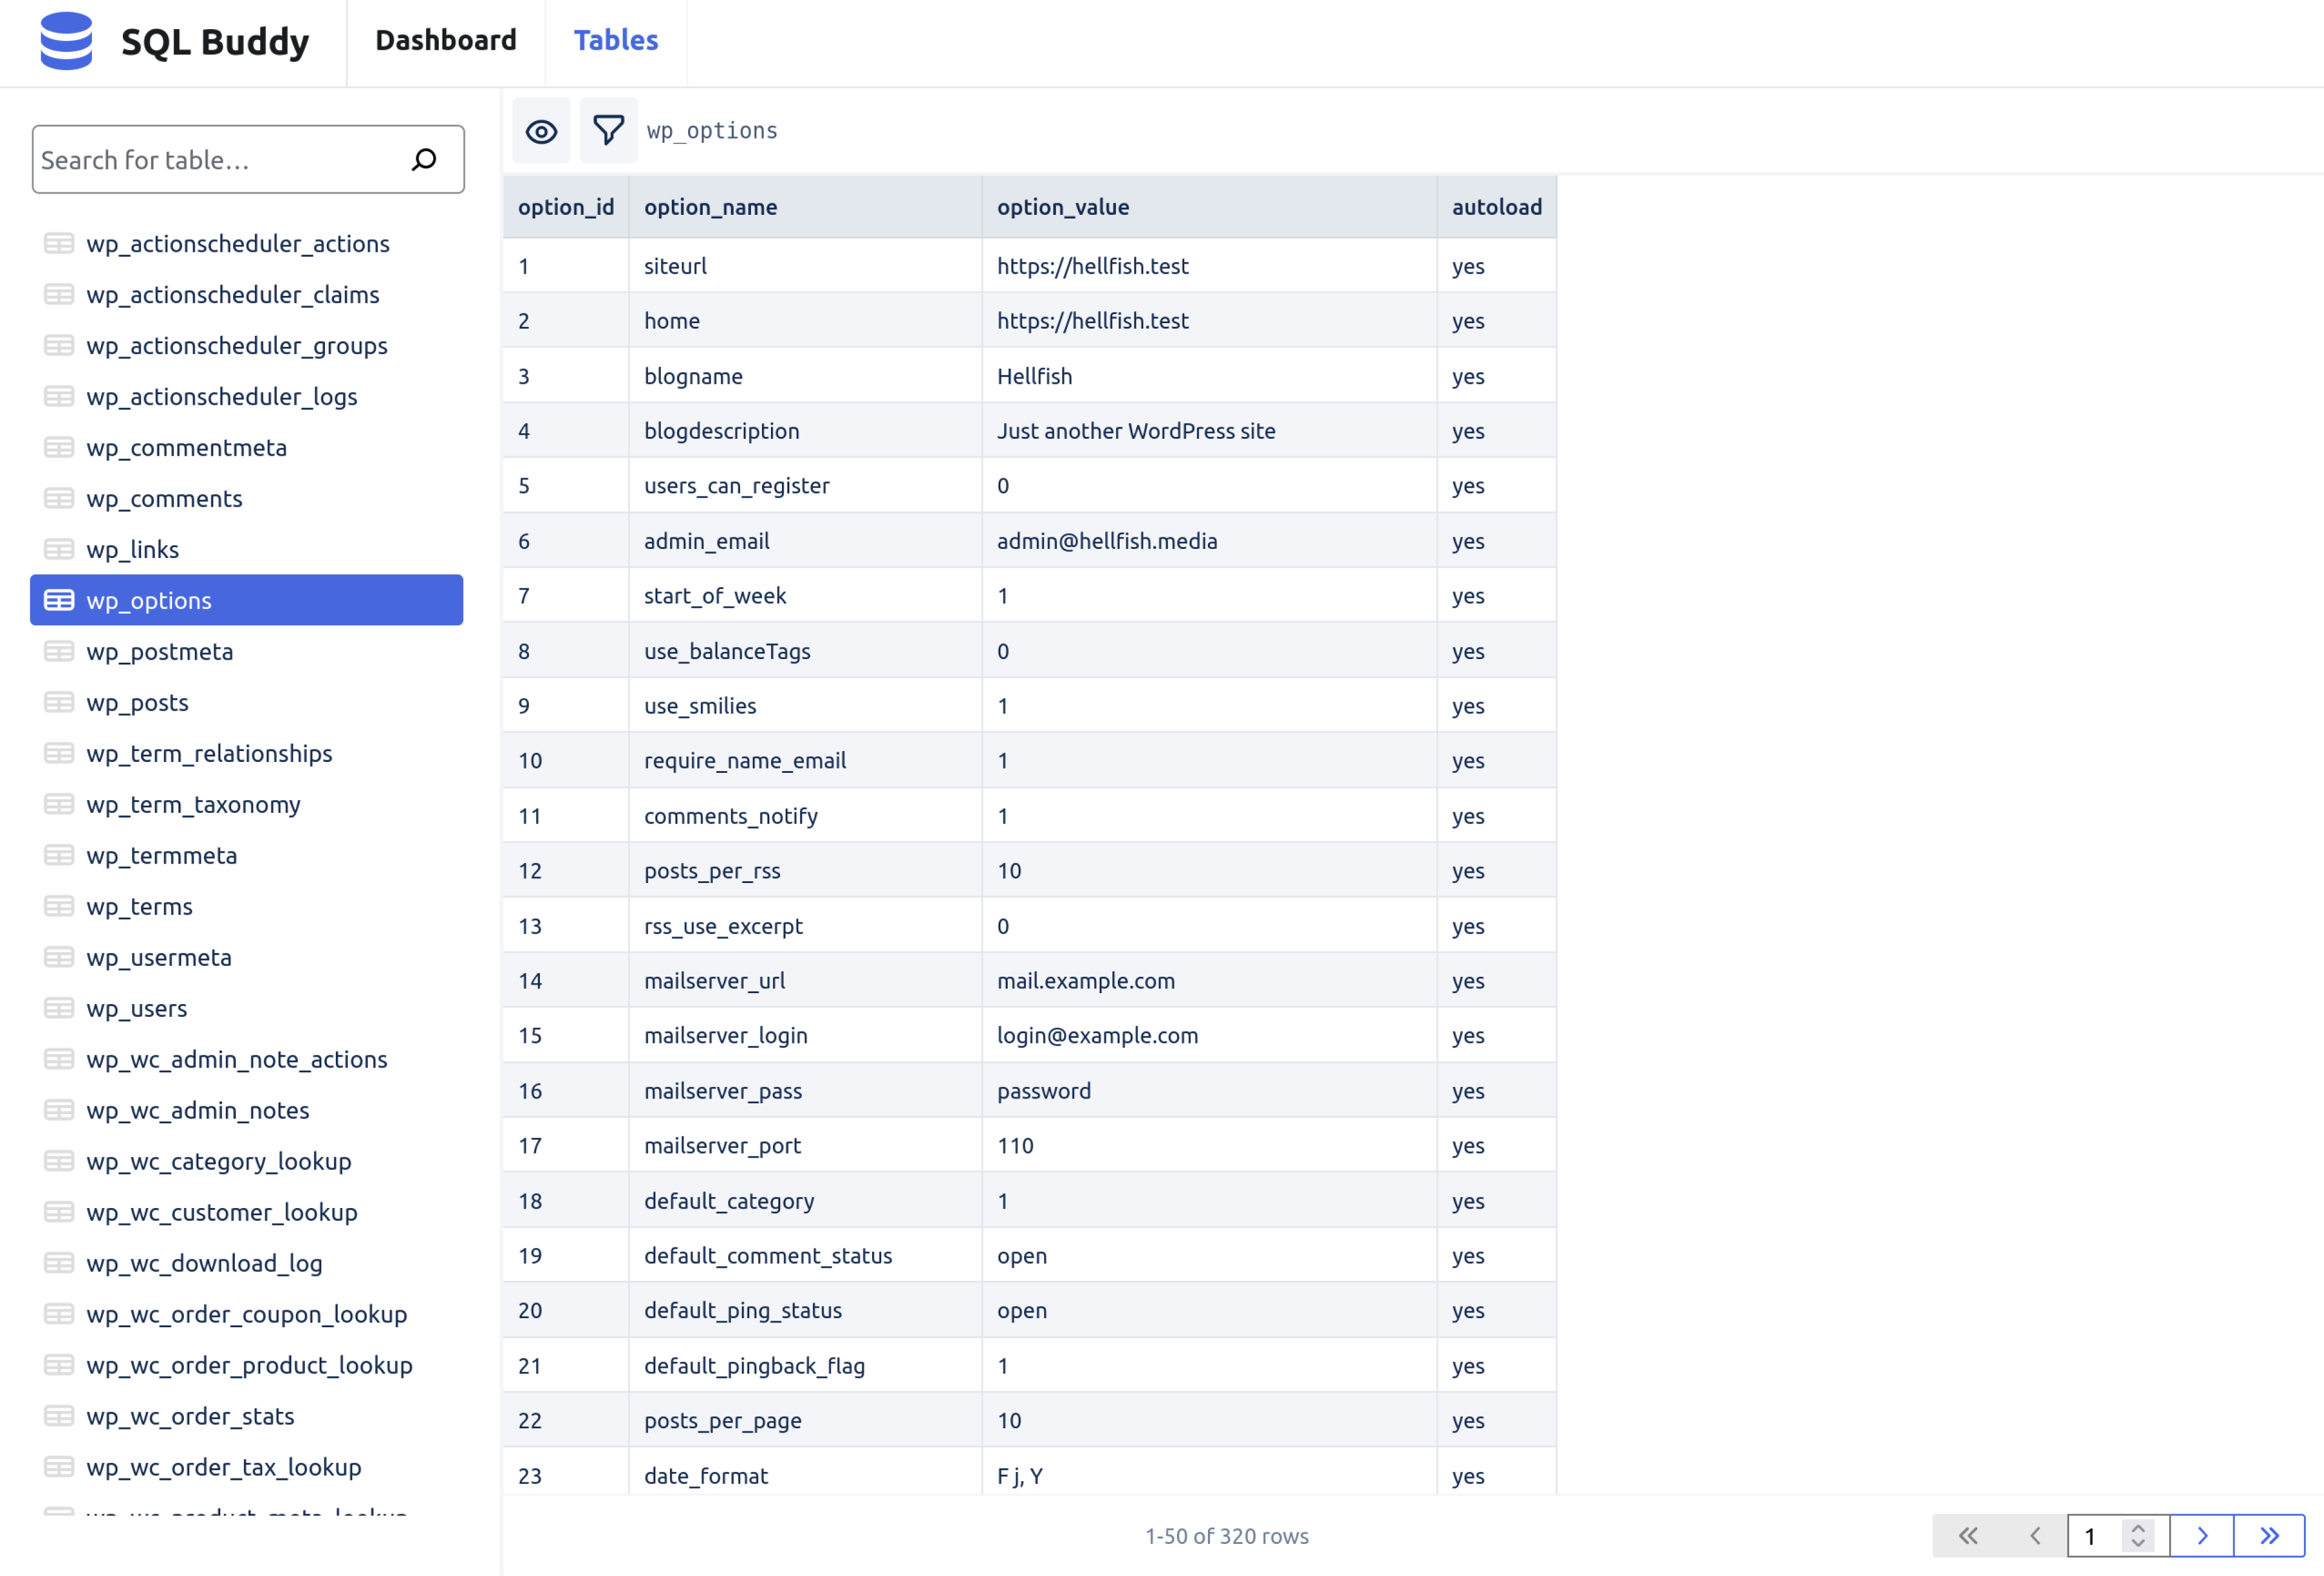 SQL Buddy
Dashboard
Tables
Search for table...
wp_actionscheduler_actions
wp_actionscheduler_claims
wp_actionscheduler_groups
wp_actionscheduler_logs
wp_commentmeta
wp_comments
wp_links
wp_options
wp_postmeta
wp_posts
wp_term_relationships
wp_term_taxonomy
wp_termmeta
wp_terms
wp_usermeta
wp_users
wp_wc_admin_note_actions
wp_wc_admin_notes
wp_wc_category_lookup
wp_wc_customer_lookup
wp_wc_download_log
wp_wc_order_coupon_lookup
wp_wc_order_product_lookup
wp_wc_order_stats
wp_wc_order_tax_lookup
wp_wc_product_meta_lookup
wp_options
option_id option_name option_value autoload
1 siteurl https://hellfish.test yes
2 home https://hellfish.test yes
3 blogname Hellfish yes
4 blogdescription Just another WordPress site yes
5 users_can_register 0 yes
6 admin_email admin@hellfish.media yes
7 start_of_week 1 yes
8 use_balanceTags 0 yes
9 use_smilies 1 yes
10 require_name_email 1 yes
11 comments_notify 1 yes
12 posts_per_rss 10 yes
13 rss_use_excerpt 0 yes
14 mailserver_url mail.example.com yes
15 mailserver_login login@example.com yes
16 mailserver_pass password yes
17 mailserver_port 110 yes
18 default_category 1 yes
19 default_comment_status open yes
20 default_ping_status open yes
21 default_pingback_flag 1 yes
22 posts_per_page 10 yes
23 date_format F j, Y yes
1-50 of 320 rows
1